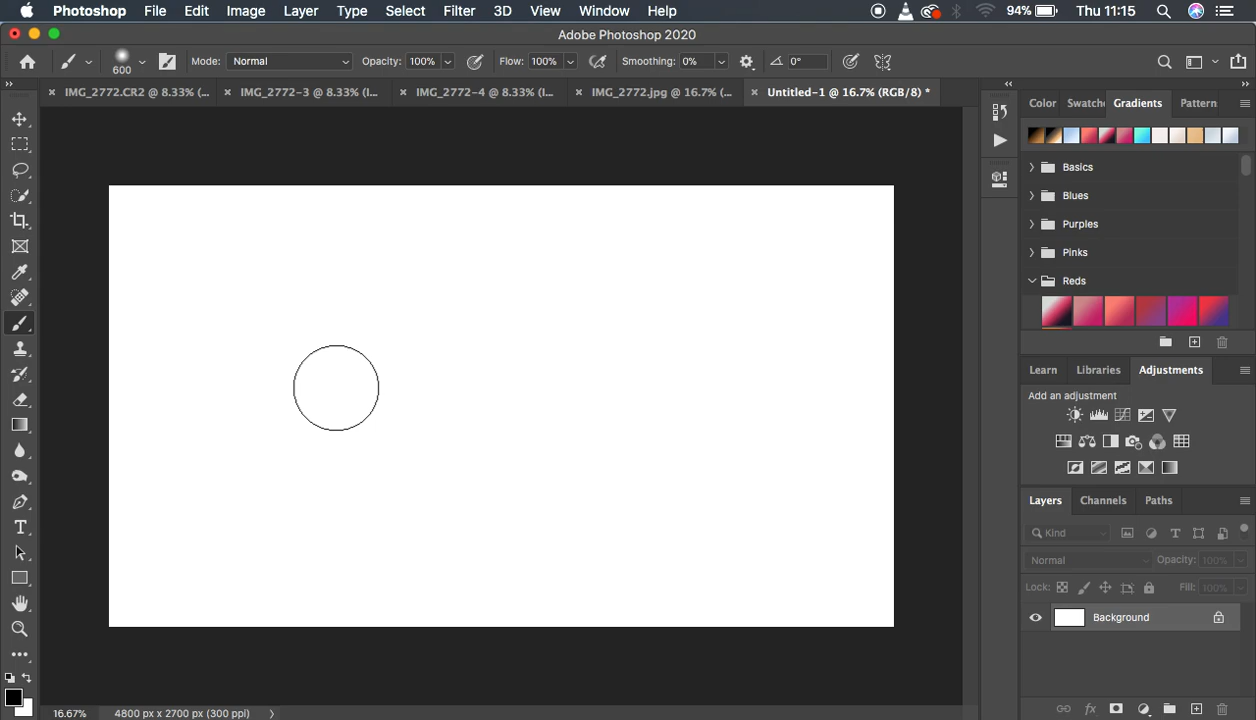 Photoshop File Edit Image Layer Type Select Filter 3D View Window Help 94% Thu 11:15
Adobe Photoshop 2020
600 Mode: Normal Opacity: 100% Flow: 100% Smoothing: 0% 0°
IMG_2772.CR2 @ 8.33% (... IMG_2772-3 @ 8.33% (I... IMG_2772-4 @ 8.33% (I... IMG_2772.jpg @ 16.7% (... Untitled-1 @ 16.7% (RGB/8) *
Color Swatche Gradients Pattern
Basics
Blues
Purples
Pinks
Reds
Learn Libraries Adjustments
Add an adjustment
Layers Channels Paths
Kind
Normal Opacity: 100%
Lock: Fill: 100%
Background
16.67% 4800 px x 2700 px (300 ppi)